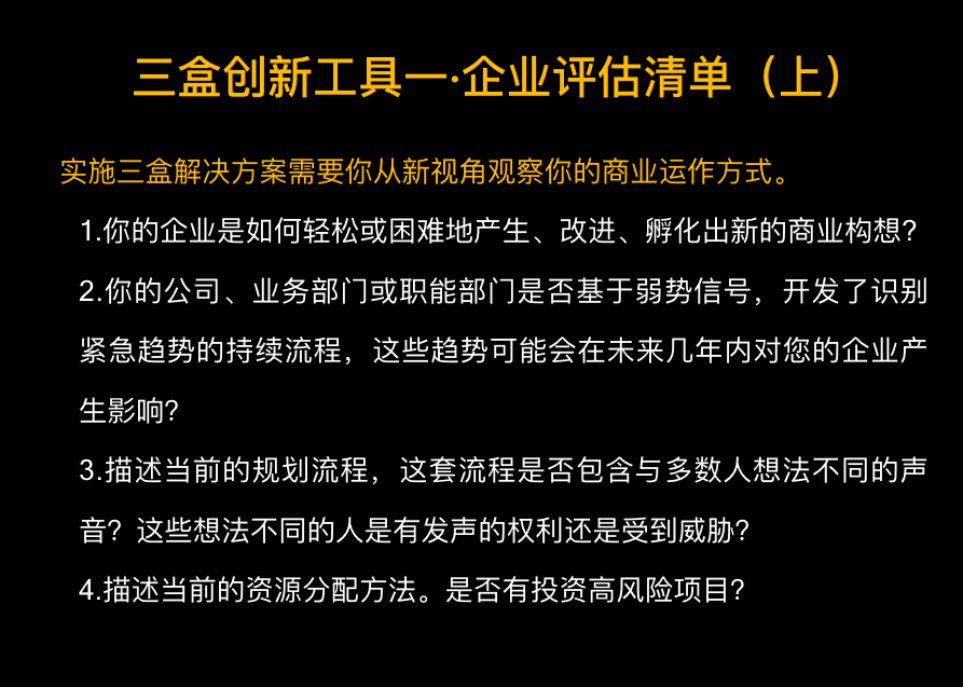 三盒创新工具一·企业评估清单（上）
实施三盒解决方案需要你从新视角观察你的商业运作方式。
1.你的企业是如何轻松或困难地产生、改进、孵化出新的商业构想？
2.你的公司、业务部门或职能部门是否基于弱势信号，开发了识别
紧急趋势的持续流程，这些趋势可能会在未来几年内对您的企业产
生影响？
3.描述当前的规划流程，这套流程是否包含与多数人想法不同的声
音？这些想法不同的人是有发声的权利还是受到威胁？
4.描述当前的资源分配方法。是否有投资高风险项目？